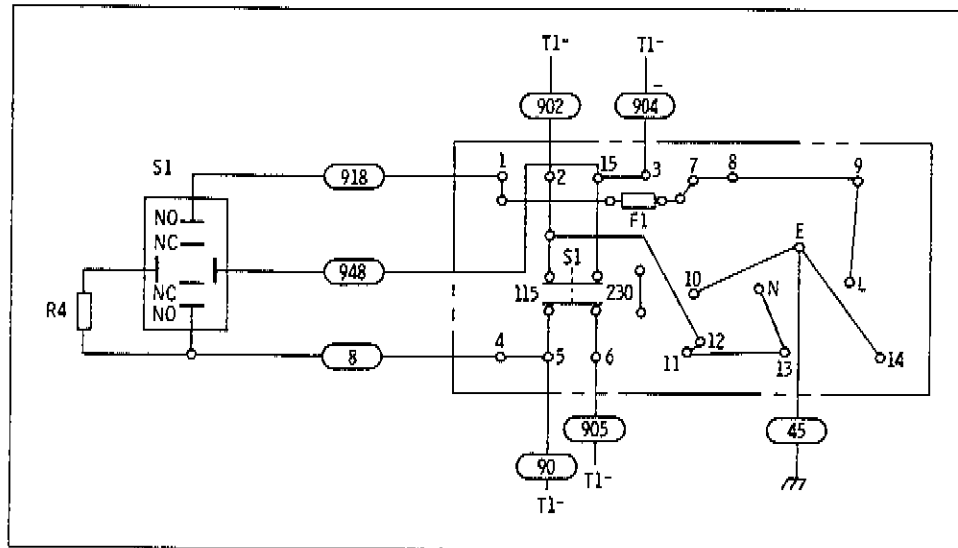 T1- T1-
902 904
S1 918 1 2 15 3 7 8 9
F1
NO
NC
E
S1
948 115 230 10 N L
R4 NC
NO
8 4 5 6 11 12 13 14
905 45
90 T1-
T1-